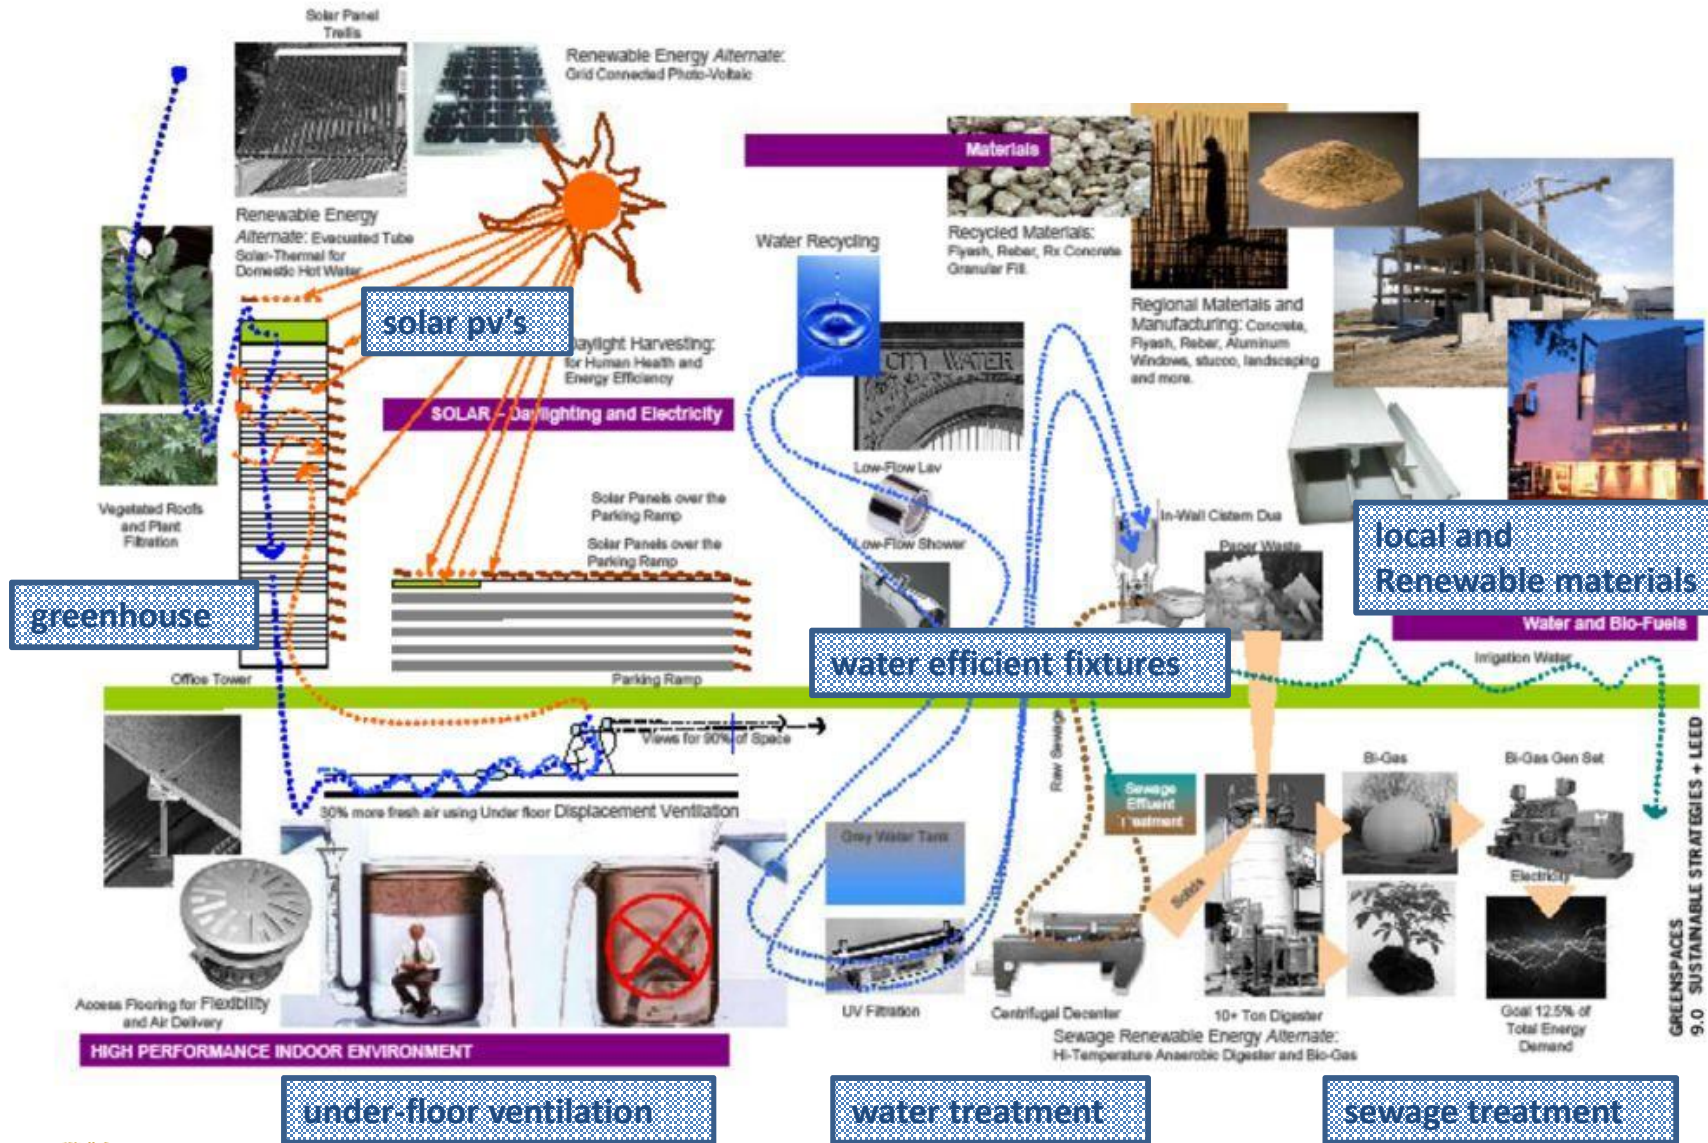 Solar Panel
Trellis
Renewable Energy Alternate:
Grid Connected Photo-Voltaic
Renewable Energy
Alternate: Evacuated Tube
Solar-Thermal for
Domestic Hot Water
solar pv's
Daylight Harvesting:
for Human Health and
Energy Efficiency
SOLAR – Daylighting and Electricity
Vegetated Roofs
and Plant
Filtration
Solar Panels over the
Parking Ramp
Solar Panels over the
Parking Ramp
greenhouse
Office Tower
Parking Ramp
Materials
Water Recycling
Recycled Materials:
Flyash, Rebar, Rx Concrete
Granular Fill.
Regional Materials and
Manufacturing: Concrete,
Flyash, Rebar, Aluminum
Windows, stucco, landscaping
and more.
CITY WATER
Low-Flow Lav
Low-Flow Shower
In-Wall Cistern Dua
Paper Waste
local and
Renewable materials
Water and Bio-Fuels
water efficient fixtures
Irrigation Water
Views for 90% of Space
30% more fresh air using Under floor Displacement Ventilation
Access Flooring for Flexibility
and Air Delivery
HIGH PERFORMANCE INDOOR ENVIRONMENT
Raw Sewage
Sewage
Effluent
Treatment
Grey Water Tank
UV Filtration
Centrifugal Decenter
Solids
10+ Ton Digester
Sewage Renewable Energy Alternate:
Hi-Temperature Anaerobic Digester and Bio-Gas
Bi-Gas
Bi-Gas Gen Set
Electricity
Goal 12.5% of
Total Energy
Demand
GREENSPACES
9.0 SUSTAINABLE STRATEGIES + LEED
under-floor ventilation
water treatment
sewage treatment